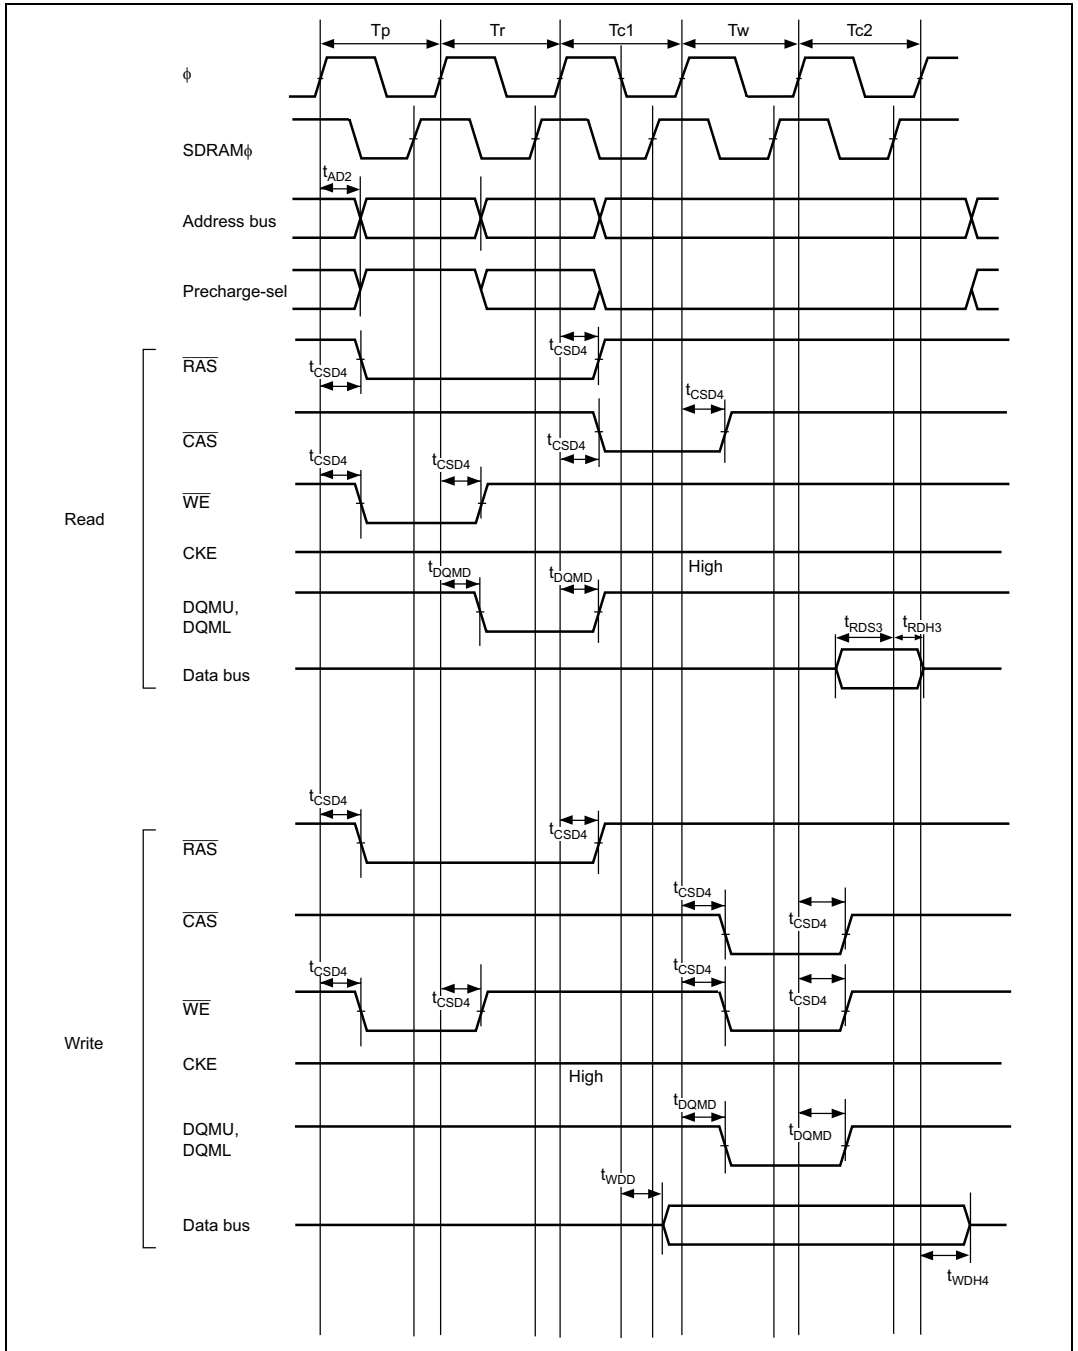 Tp Tr Tc1 Tw Tc2
ϕ
SDRAMϕ
tAD2
Address bus
Precharge-sel
tCSD4
RAS
tCSD4
tCSD4
CAS
tCSD4
tCSD4 tCSD4
WE
Read
CKE
High
tDQMD tDQMD
DQMU,
DQML
tRDS3 tRDH3
Data bus
tCSD4
tCSD4
RAS
tCSD4
CAS
tCSD4
tCSD4 tCSD4
tCSD4 tCSD4
WE
Write
CKE
High
tDQMD
DQMU,
DQML
tDQMD
tWDD
Data bus
tWDH4